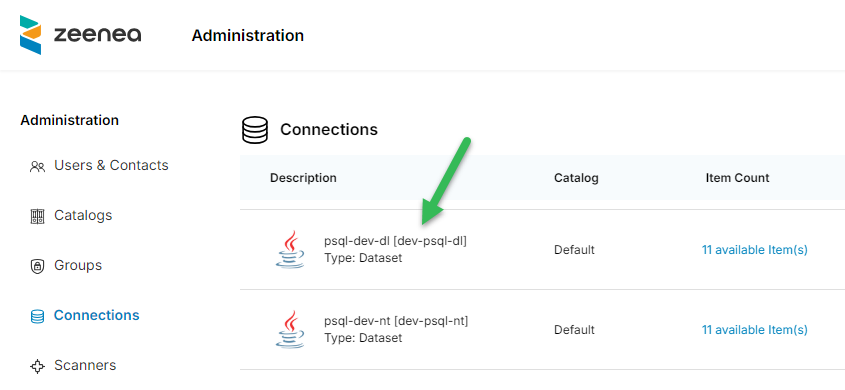 zeenea
Administration
Administration
Users & Contacts
Catalogs
Groups
Connections
Scanners
Connections
Description Catalog Item Count
psql-dev-dl [dev-psql-dl]
Type: Dataset
Default
11 available Item(s)
psql-dev-nt [dev-psql-nt]
Type: Dataset
Default
11 available Item(s)